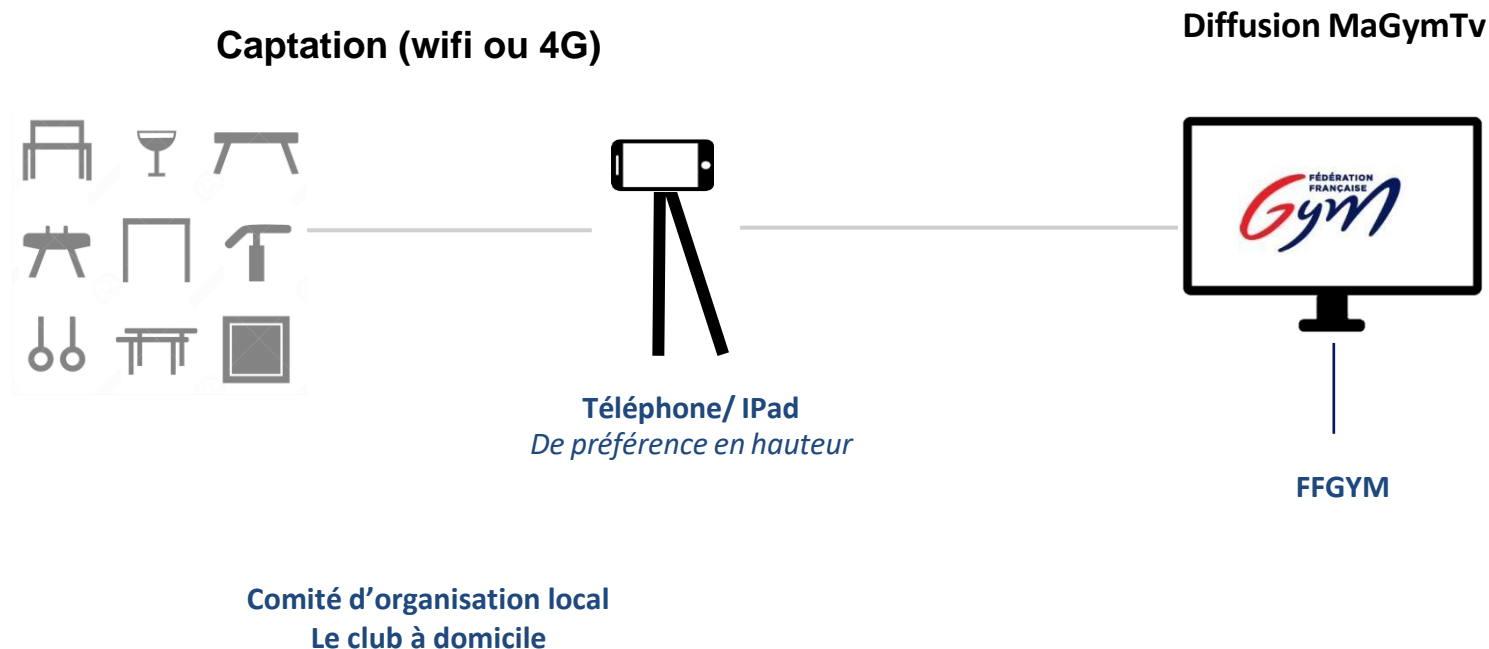 Captation (wifi ou 4G)
Diffusion MaGymTv
FÉDÉRATION
FRANÇAISE
Gym
Téléphone/ IPad
De préférence en hauteur
FFGYM
Comité d’organisation local
Le club à domicile